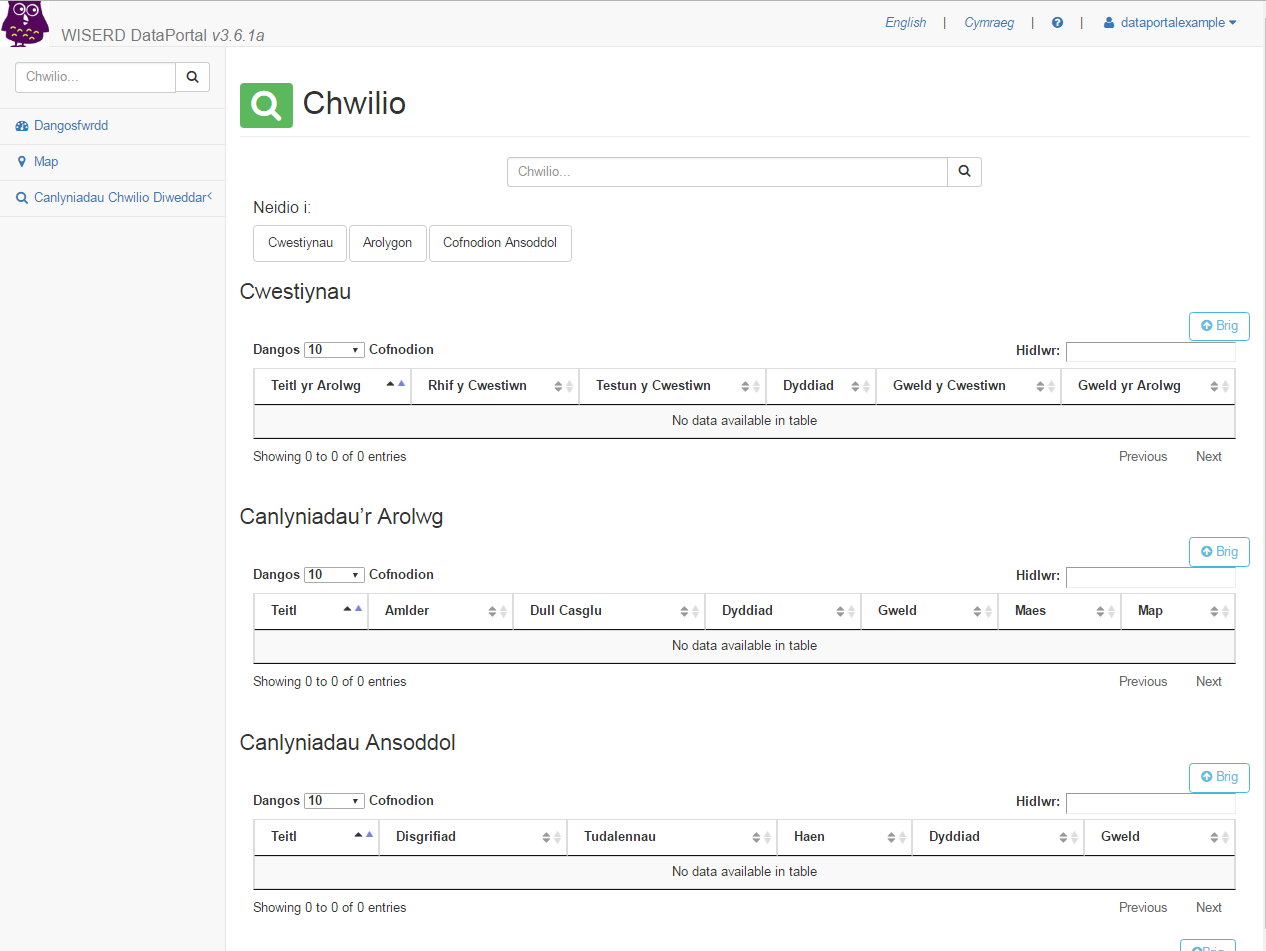 WISERD DataPortal v3.6.1a
English | Cymraeg | | dataportalexample
Chwilio...
Dangosfwrdd
Map
Canlyniadau Chwilio Diweddar
Chwilio
Chwilio...
Neidio i:
Cwestiynau Arolygon Cofnodion Ansoddol
Cwestiynau
Brig
Dangos 10 Cofnodion Hidlwr:
Teitl yr Arolwg Rhif y Cwestiwn Testun y Cwestiwn Dyddiad Gweld y Cwestiwn Gweld yr Arolwg
No data available in table
Showing 0 to 0 of 0 entries Previous Next
Canlyniadau’r Arolwg
Brig
Dangos 10 Cofnodion Hidlwr:
Teitl Amlder Dull Casglu Dyddiad Gweld Maes Map
No data available in table
Showing 0 to 0 of 0 entries Previous Next
Canlyniadau Ansoddol
Brig
Dangos 10 Cofnodion Hidlwr:
Teitl Disgrifiad Tudalennau Haen Dyddiad Gweld
No data available in table
Showing 0 to 0 of 0 entries Previous Next